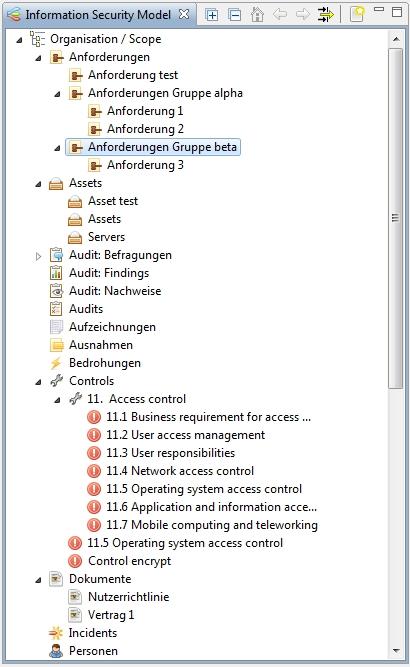 Information Security Model
Organisation / Scope
Anforderungen
Anforderung test
Anforderungen Gruppe alpha
Anforderung 1
Anforderung 2
Anforderungen Gruppe beta
Anforderung 3
Assets
Asset test
Assets
Servers
Audit: Befragungen
Audit: Findings
Audit: Nachweise
Audits
Aufzeichnungen
Ausnahmen
Bedrohungen
Controls
11. Access control
11.1 Business requirement for access ...
11.2 User access management
11.3 User responsibilities
11.4 Network access control
11.5 Operating system access control
11.6 Application and information acce...
11.7 Mobile computing and teleworking
11.5 Operating system access control
Control encrypt
Dokumente
Nutzerrichtlinie
Vertrag 1
Incidents
Personen